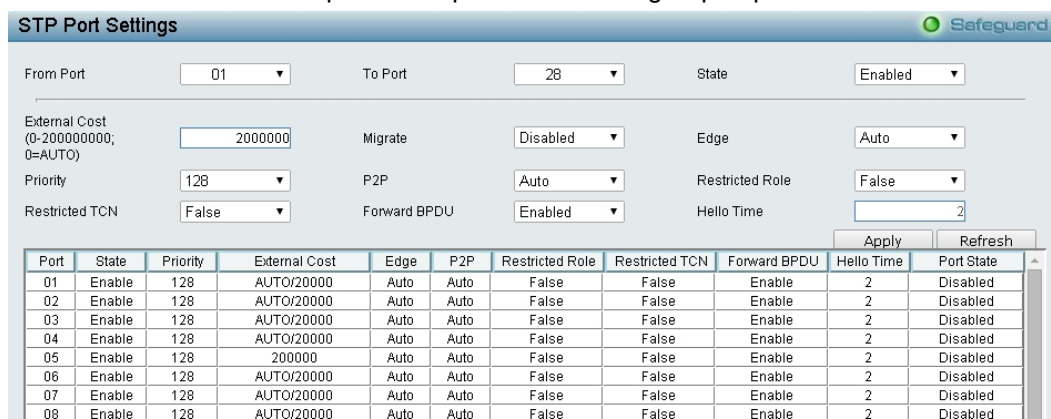 STP Port Settings Safeguard
From Port 01 To Port 28 State Enabled
External Cost
(0-200000000;
0=AUTO) 2000000 Migrate Disabled Edge Auto
Priority 128 P2P Auto Restricted Role False
Restricted TCN False Forward BPDU Enabled Hello Time 2
Apply Refresh
Port State Priority External Cost Edge P2P Restricted Role Restricted TCN Forward BPDU Hello Time Port State
01 Enable 128 AUTO/20000 Auto Auto False False Enable 2 Disabled
02 Enable 128 AUTO/20000 Auto Auto False False Enable 2 Disabled
03 Enable 128 AUTO/20000 Auto Auto False False Enable 2 Disabled
04 Enable 128 AUTO/20000 Auto Auto False False Enable 2 Disabled
05 Enable 128 200000 Auto Auto False False Enable 2 Disabled
06 Enable 128 AUTO/20000 Auto Auto False False Enable 2 Disabled
07 Enable 128 AUTO/20000 Auto Auto False False Enable 2 Disabled
08 Enable 128 AUTO/20000 Auto Auto False False Enable 2 Disabled